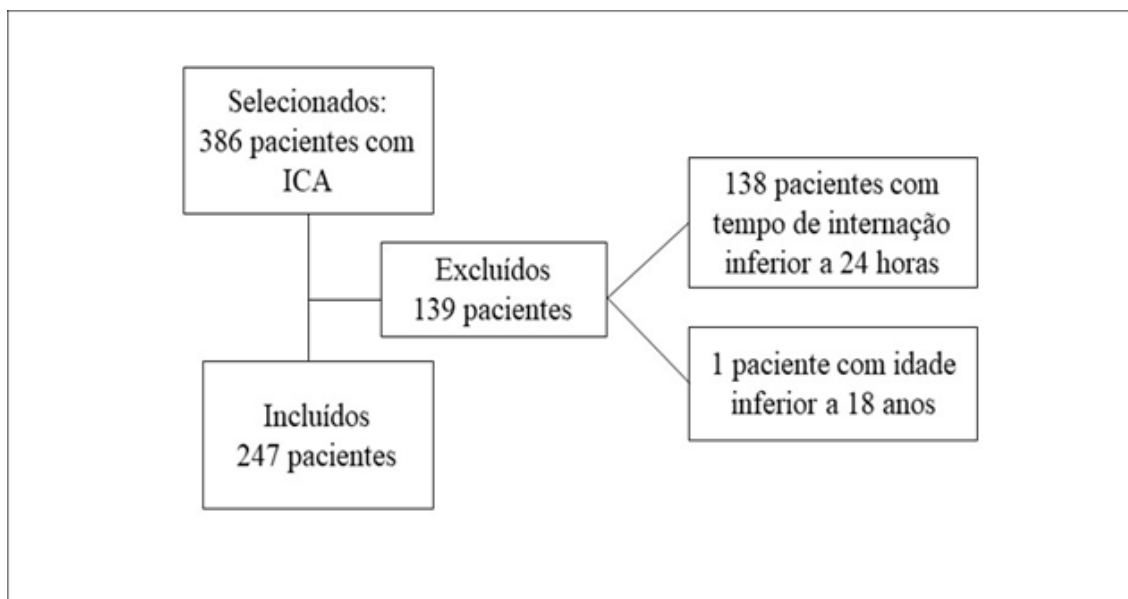 Selecionados:
386 pacientes com
ICA
Excluídos
139 pacientes
138 pacientes com
tempo de internação
inferior a 24 horas
1 paciente com idade
inferior a 18 anos
Incluídos
247 pacientes